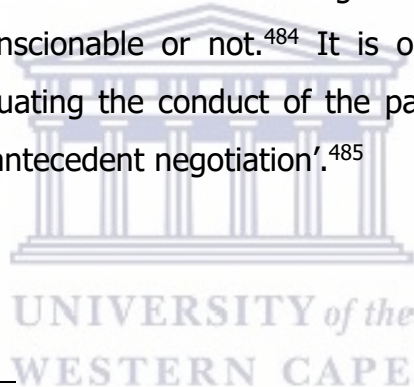 nscionable or not.⁴⁸⁴ It is o
uating the conduct of the pa
antecedent negotiation’.⁴⁸⁵
UNIVERSITY of the
WESTERN CAPE